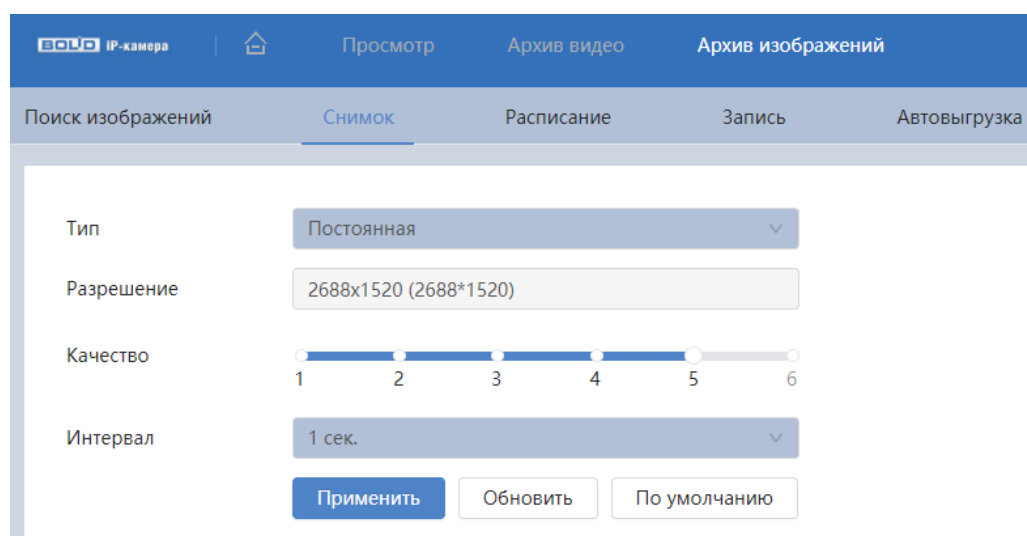 BOLID IP-камера Просмотр Архив видео Архив изображений
Поиск изображений Снимок Расписание Запись Автовыгрузка
Тип Постоянная
Разрешение 2688x1520 (2688*1520)
Качество
1 2 3 4 5 6
Интервал 1 сек.
Применить Обновить По умолчанию